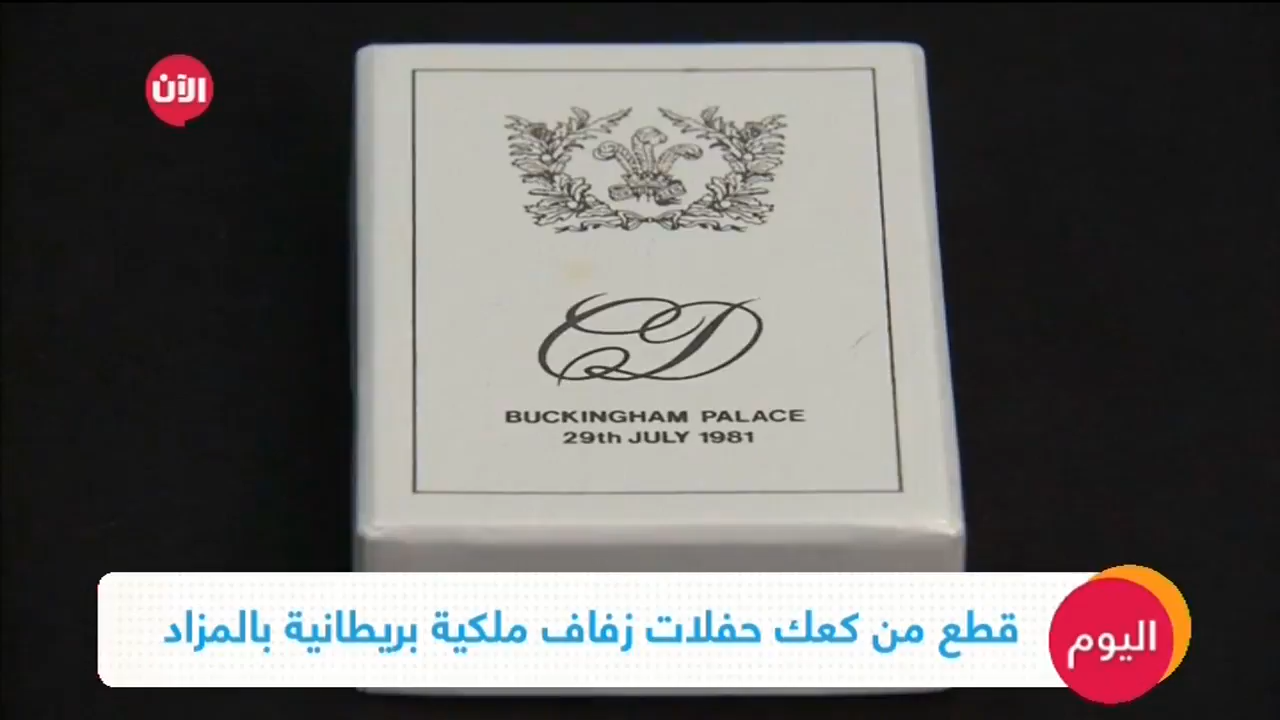 الآن
CD
BUCKINGHAM PALACE
29th JULY 1981
قطع من كعك حفلات زفاف ملكية بريطانية بالمزاد
اليوم